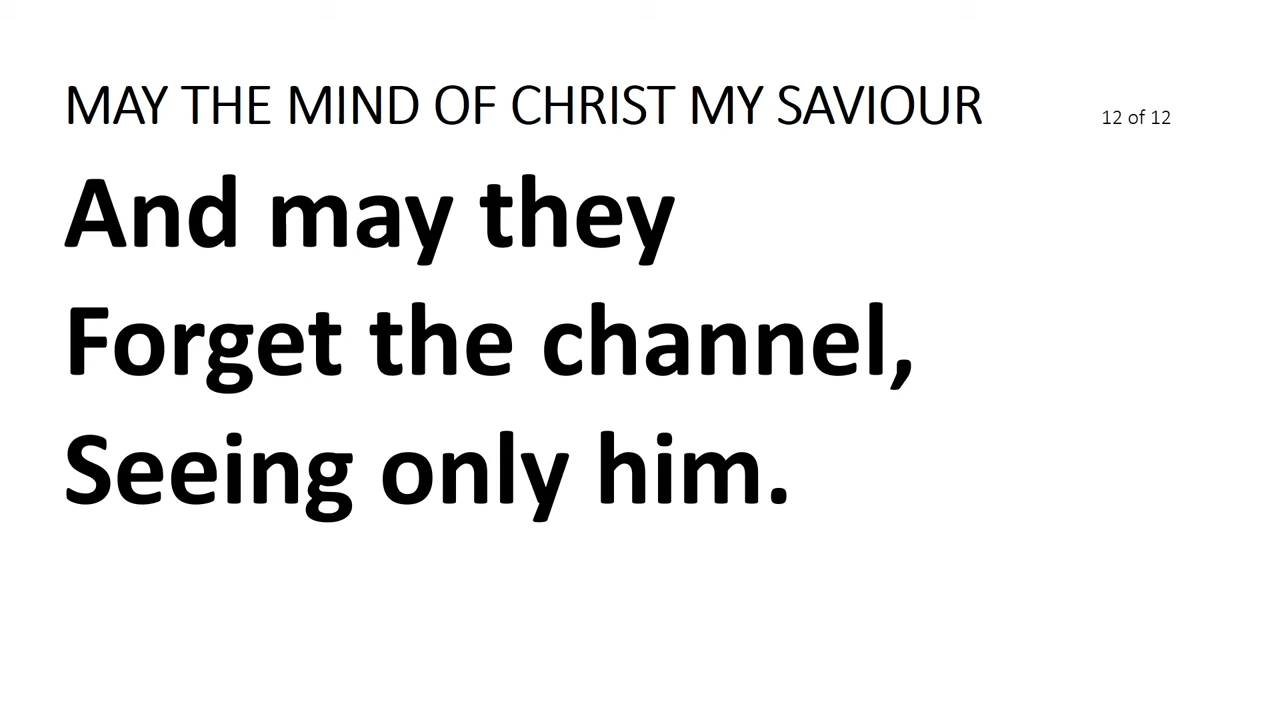 MAY THE MIND OF CHRIST MY SAVIOUR 12 of 12
And may they
Forget the channel,
Seeing only him.